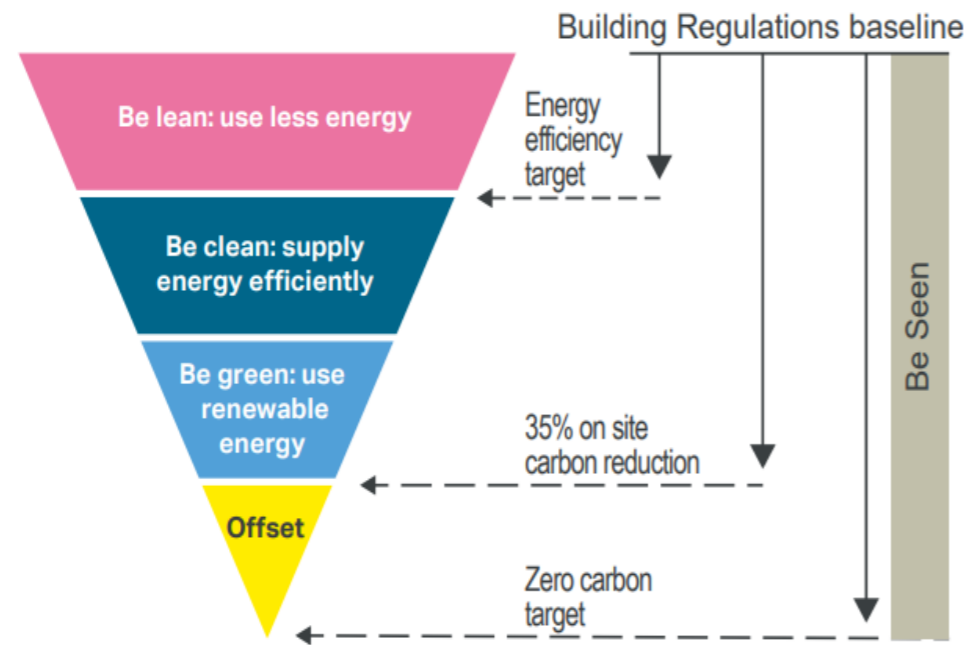 Building Regulations baseline
Be lean: use less energy
Energy
efficiency
target
Be clean: supply
energy efficiently
Be green: use
renewable
energy
35% on site
carbon reduction
Offset
Zero carbon
target
Be Seen